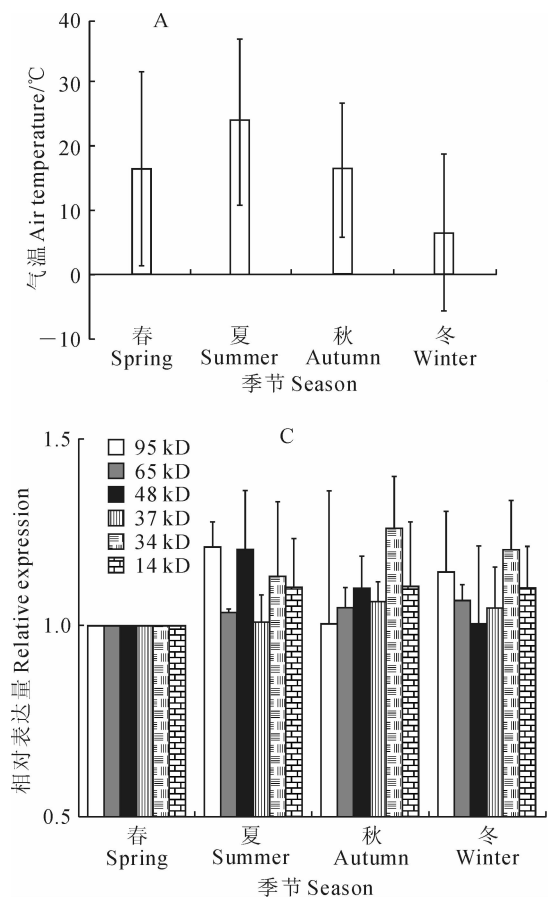 A
40
30
20
10
0
－10
气温 Air temperature/℃
春 夏 秋 冬
Spring Summer Autumn Winter
季节 Season
C
1.5
1.0
0.5
95 kD
65 kD
48 kD
37 kD
34 kD
14 kD
相对表达量 Relative expression
春 夏 秋 冬
Spring Summer Autumn Winter
季节 Season